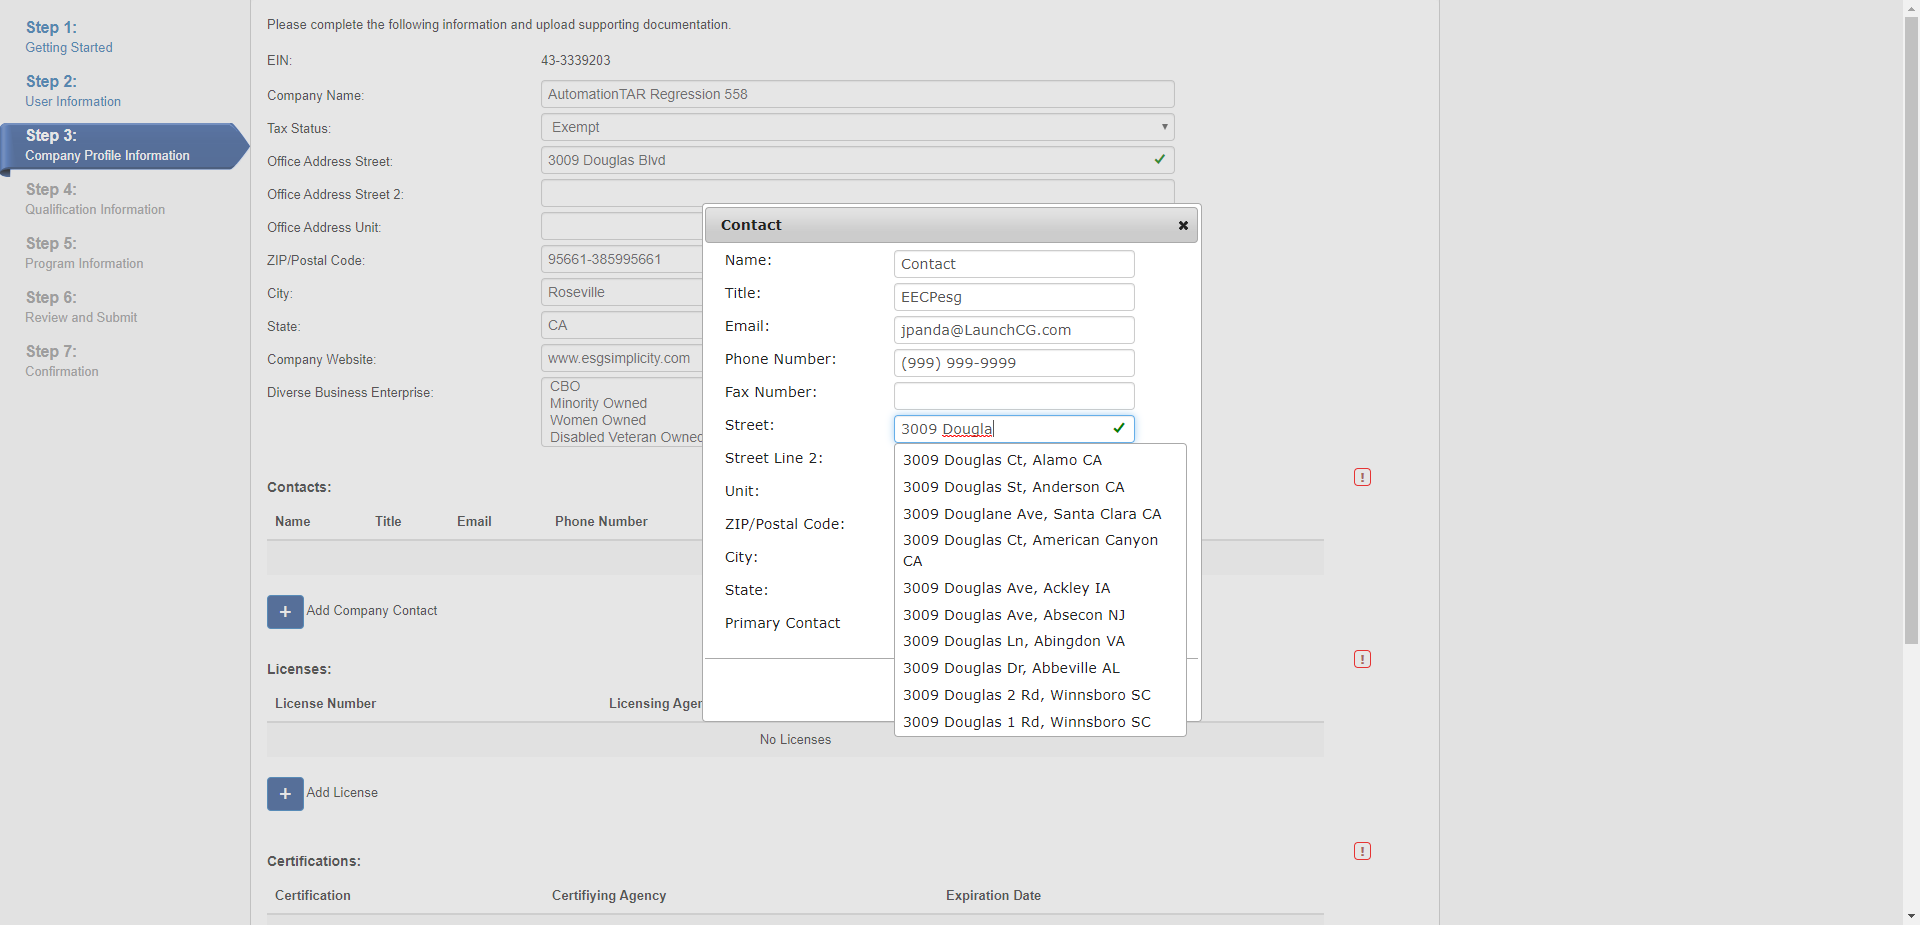 Step 1:
Getting Started
Step 2:
User Information
Step 3:
Company Profile Information
Step 4:
Qualification Information
Step 5:
Program Information
Step 6:
Review and Submit
Step 7:
Confirmation
Please complete the following information and upload supporting documentation.
EIN: 43-3339203
Company Name: AutomationTAR Regression 558
Tax Status: Exempt
Office Address Street: 3009 Douglas Blvd
Office Address Street 2:
Office Address Unit:
ZIP/Postal Code: 95661-385995661
City: Roseville
State: CA
Company Website: www.esgsimplicity.com
Diverse Business Enterprise: CBO
Minority Owned
Women Owned
Disabled Veteran Owned
Contacts:
Name Title Email Phone Number
+ Add Company Contact
Licenses:
License Number Licensing Agen
No Licenses
+ Add License
Certifications:
Certification Certifiying Agency Expiration Date
Contact
Name: Contact
Title: EECPesg
Email: jpanda@LaunchCG.com
Phone Number: (999) 999-9999
Fax Number:
Street: 3009 Dougla
Street Line 2:
Unit:
ZIP/Postal Code:
City:
State:
Primary Contact
3009 Douglas Ct, Alamo CA
3009 Douglas St, Anderson CA
3009 Douglane Ave, Santa Clara CA
3009 Douglas Ct, American Canyon
CA
3009 Douglas Ave, Ackley IA
3009 Douglas Ave, Absecon NJ
3009 Douglas Ln, Abingdon VA
3009 Douglas Dr, Abbeville AL
3009 Douglas 2 Rd, Winnsboro SC
3009 Douglas 1 Rd, Winnsboro SC